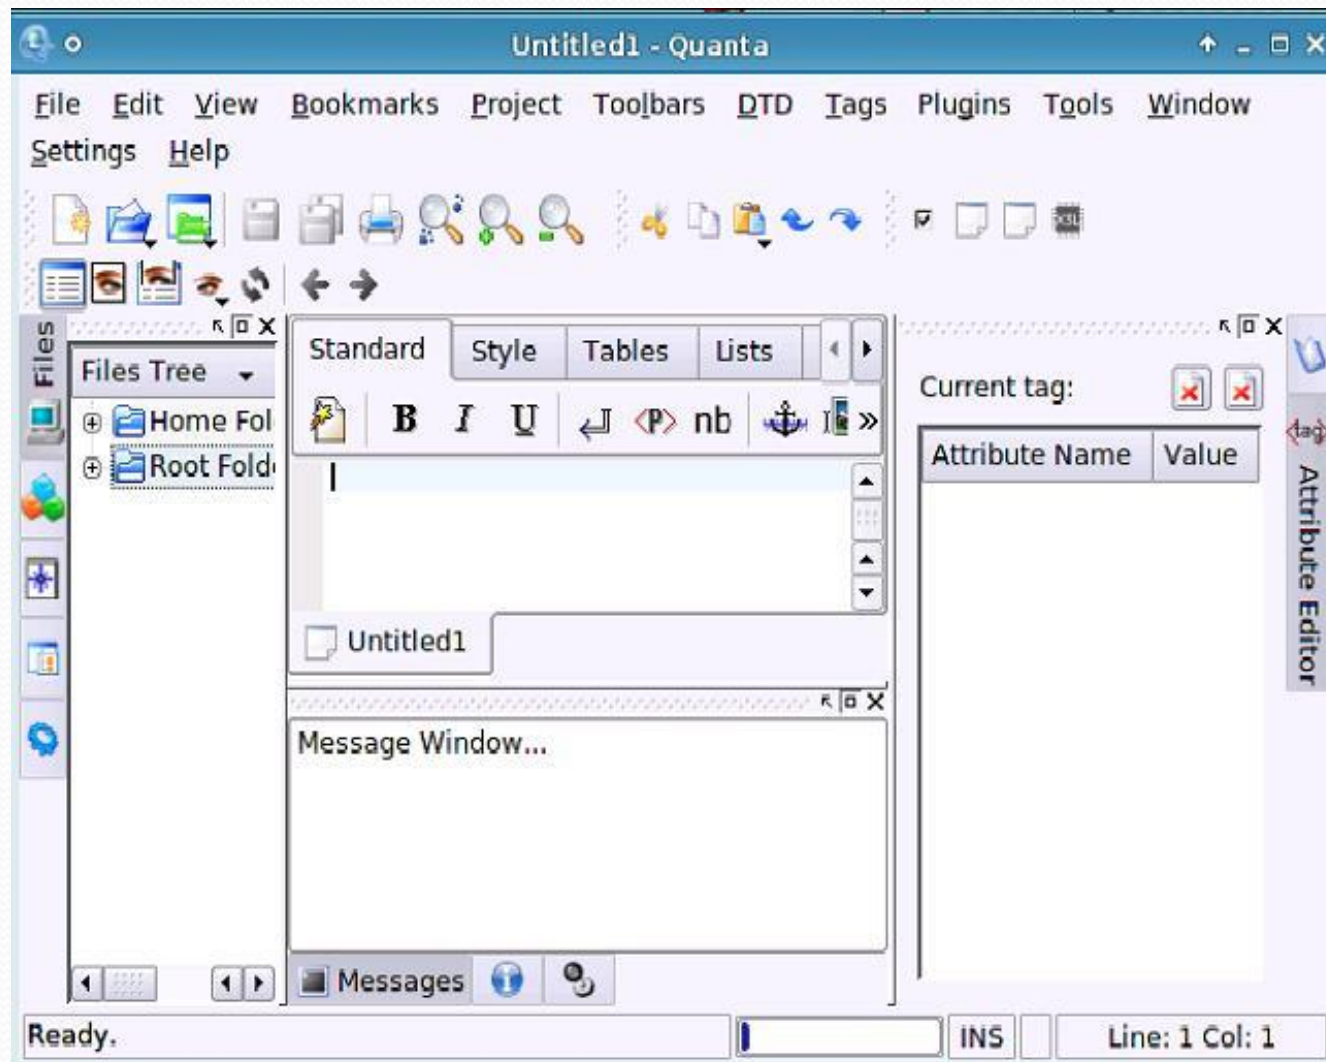 Untitled1 - Quanta
File Edit View Bookmarks Project Toolbars DTD Tags Plugins Tools Window
Settings Help
XSL
Files
Files Tree
Home Fol
Root Fold
Standard Style Tables Lists
B I U <P> nb »
Untitled1
Message Window...
Messages
Current tag:
Attribute Name Value
<tag>
Attribute Editor
Ready.
INS
Line: 1 Col: 1